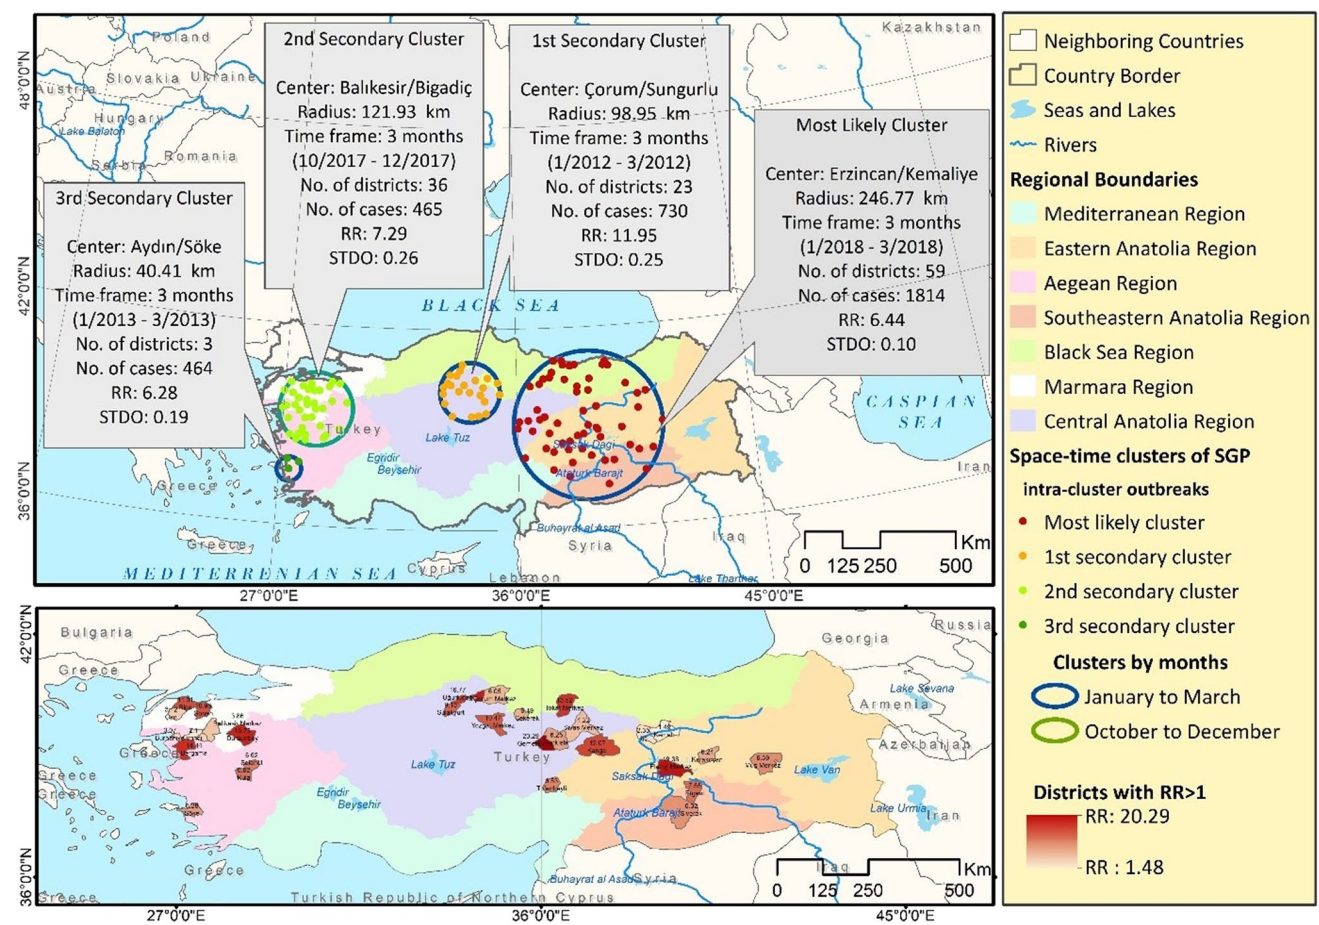 Poland
Kazakhstan
Slovakia
Ukraine
Austria
Hungary
Lake Balaton
Serbia
Romania
48°0'0"N
42°0'0"N
36°0'0"N
3rd Secondary Cluster
Center: Aydın/Söke
Radius: 40.41 km
Time frame: 3 months
(1/2013 - 3/2013)
No. of districts: 3
No. of cases: 464
RR: 6.28
STDO: 0.19
2nd Secondary Cluster
Center: Balıkesir/Bigadiç
Radius: 121.93 km
Time frame: 3 months
(10/2017 - 12/2017)
No. of districts: 36
No. of cases: 465
RR: 7.29
STDO: 0.26
1st Secondary Cluster
Center: Çorum/Sungurlu
Radius: 98.95 km
Time frame: 3 months
(1/2012 - 3/2012)
No. of districts: 23
No. of cases: 730
RR: 11.95
STDO: 0.25
Most Likely Cluster
Center: Erzincan/Kemaliye
Radius: 246.77 km
Time frame: 3 months
(1/2018 - 3/2018)
No. of districts: 59
No. of cases: 1814
RR: 6.44
STDO: 0.10
BLACK SEA
CASPIAN
SEA
Turkey
Lake Tuz
Egridir
Beysehir
Saksak Dagi
Ataturk Baraji
Iran
Greece
Greece
Buhayrat al Asad
Syria
Iraq
MEDITERRENIAN SEA
Cyprus
Lebanon
Lake Tharthar
Km
0 125 250 500
27°0'0"E
36°0'0"E
45°0'0"E
42°0'0"N
36°0'0"N
Bulgaria
Greece
Georgia
Russia
Lake Sevana
Armenia
Azerbaijan
Greece
Turkey
Lake Tuz
Saksak Dagi
Lake Van
Greece
Greece
Egridir
Beysehir
Ataturk Baraji
Lake Urmia
Iran
Greece
Iraq
Buhayrat al Asad
Syria
Greece
Turkish Republic of Northern Cyprus
Km
0 125 250 500
27°0'0"E
36°0'0"E
45°0'0"E
Neighboring Countries
Country Border
Seas and Lakes
Rivers
Regional Boundaries
Mediterranean Region
Eastern Anatolia Region
Aegean Region
Southeastern Anatolia Region
Black Sea Region
Marmara Region
Central Anatolia Region
Space-time clusters of SGP
intra-cluster outbreaks
Most likely cluster
1st secondary cluster
2nd secondary cluster
3rd secondary cluster
Clusters by months
January to March
October to December
Districts with RR>1
RR: 20.29
RR : 1.48